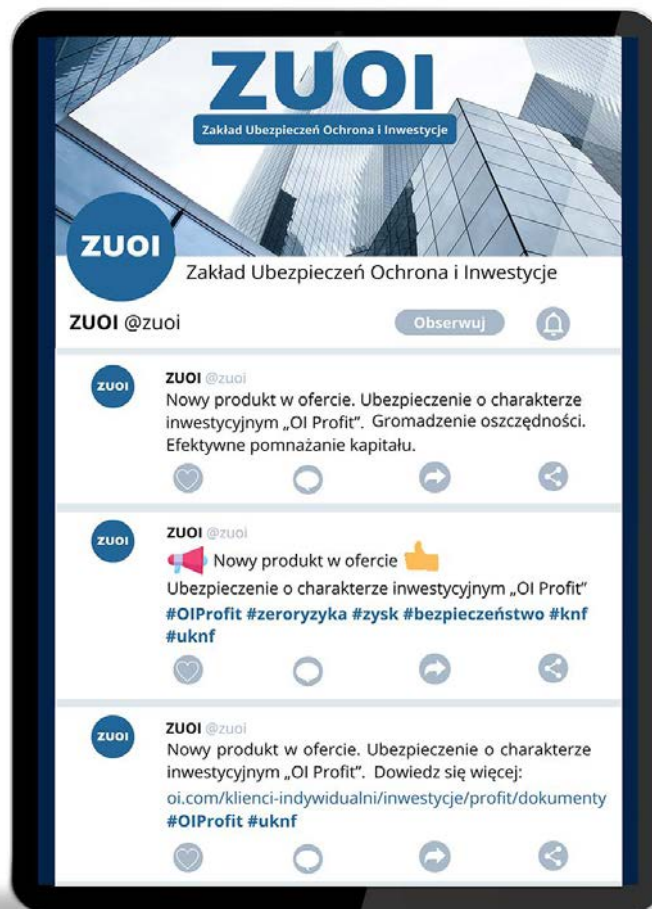 ZUOI
Zakład Ubezpieczeń Ochrona i Inwestycje
ZUOI
Zakład Ubezpieczeń Ochrona i Inwestycje
ZUOI @zuoi
Obserwuj
ZUOI
ZUOI @zuoi
Nowy produkt w ofercie. Ubezpieczenie o charakterze
inwestycyjnym „OI Profit”. Gromadzenie oszczędności.
Efektywne pomnażanie kapitału.
ZUOI
ZUOI @zuoi
Nowy produkt w ofercie
Ubezpieczenie o charakterze inwestycyjnym „OI Profit”
#OIProfit #zeroryzyka #zysk #bezpieczeństwo #knf
#uknf
ZUOI
ZUOI @zuoi
Nowy produkt w ofercie. Ubezpieczenie o charakterze
inwestycyjnym „OI Profit”. Dowiedz się więcej:
oi.com/klienci-indywidualni/inwestycje/profit/dokumenty
#OIProfit #uknf